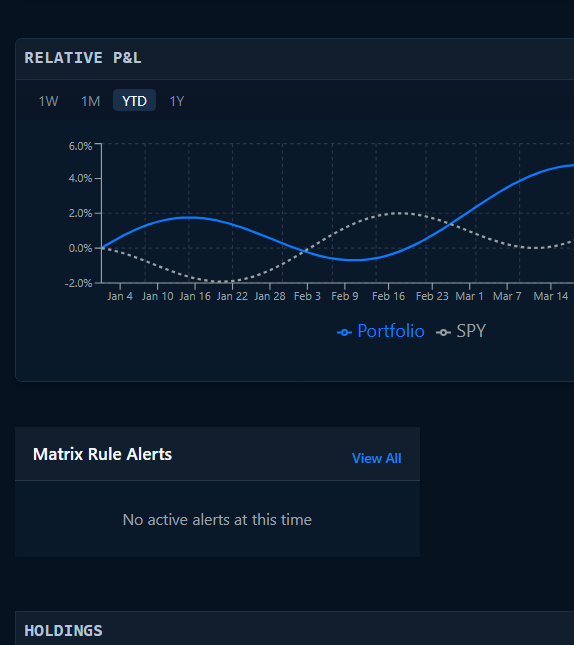 RELATIVE P&L
1W 1M YTD 1Y
6.0%
4.0%
2.0%
0.0%
-2.0%
Jan 4 Jan 10 Jan 16 Jan 22 Jan 28 Feb 3 Feb 9 Feb 16 Feb 23 Mar 1 Mar 7 Mar 14
Portfolio SPY
Matrix Rule Alerts View All
No active alerts at this time
HOLDINGS